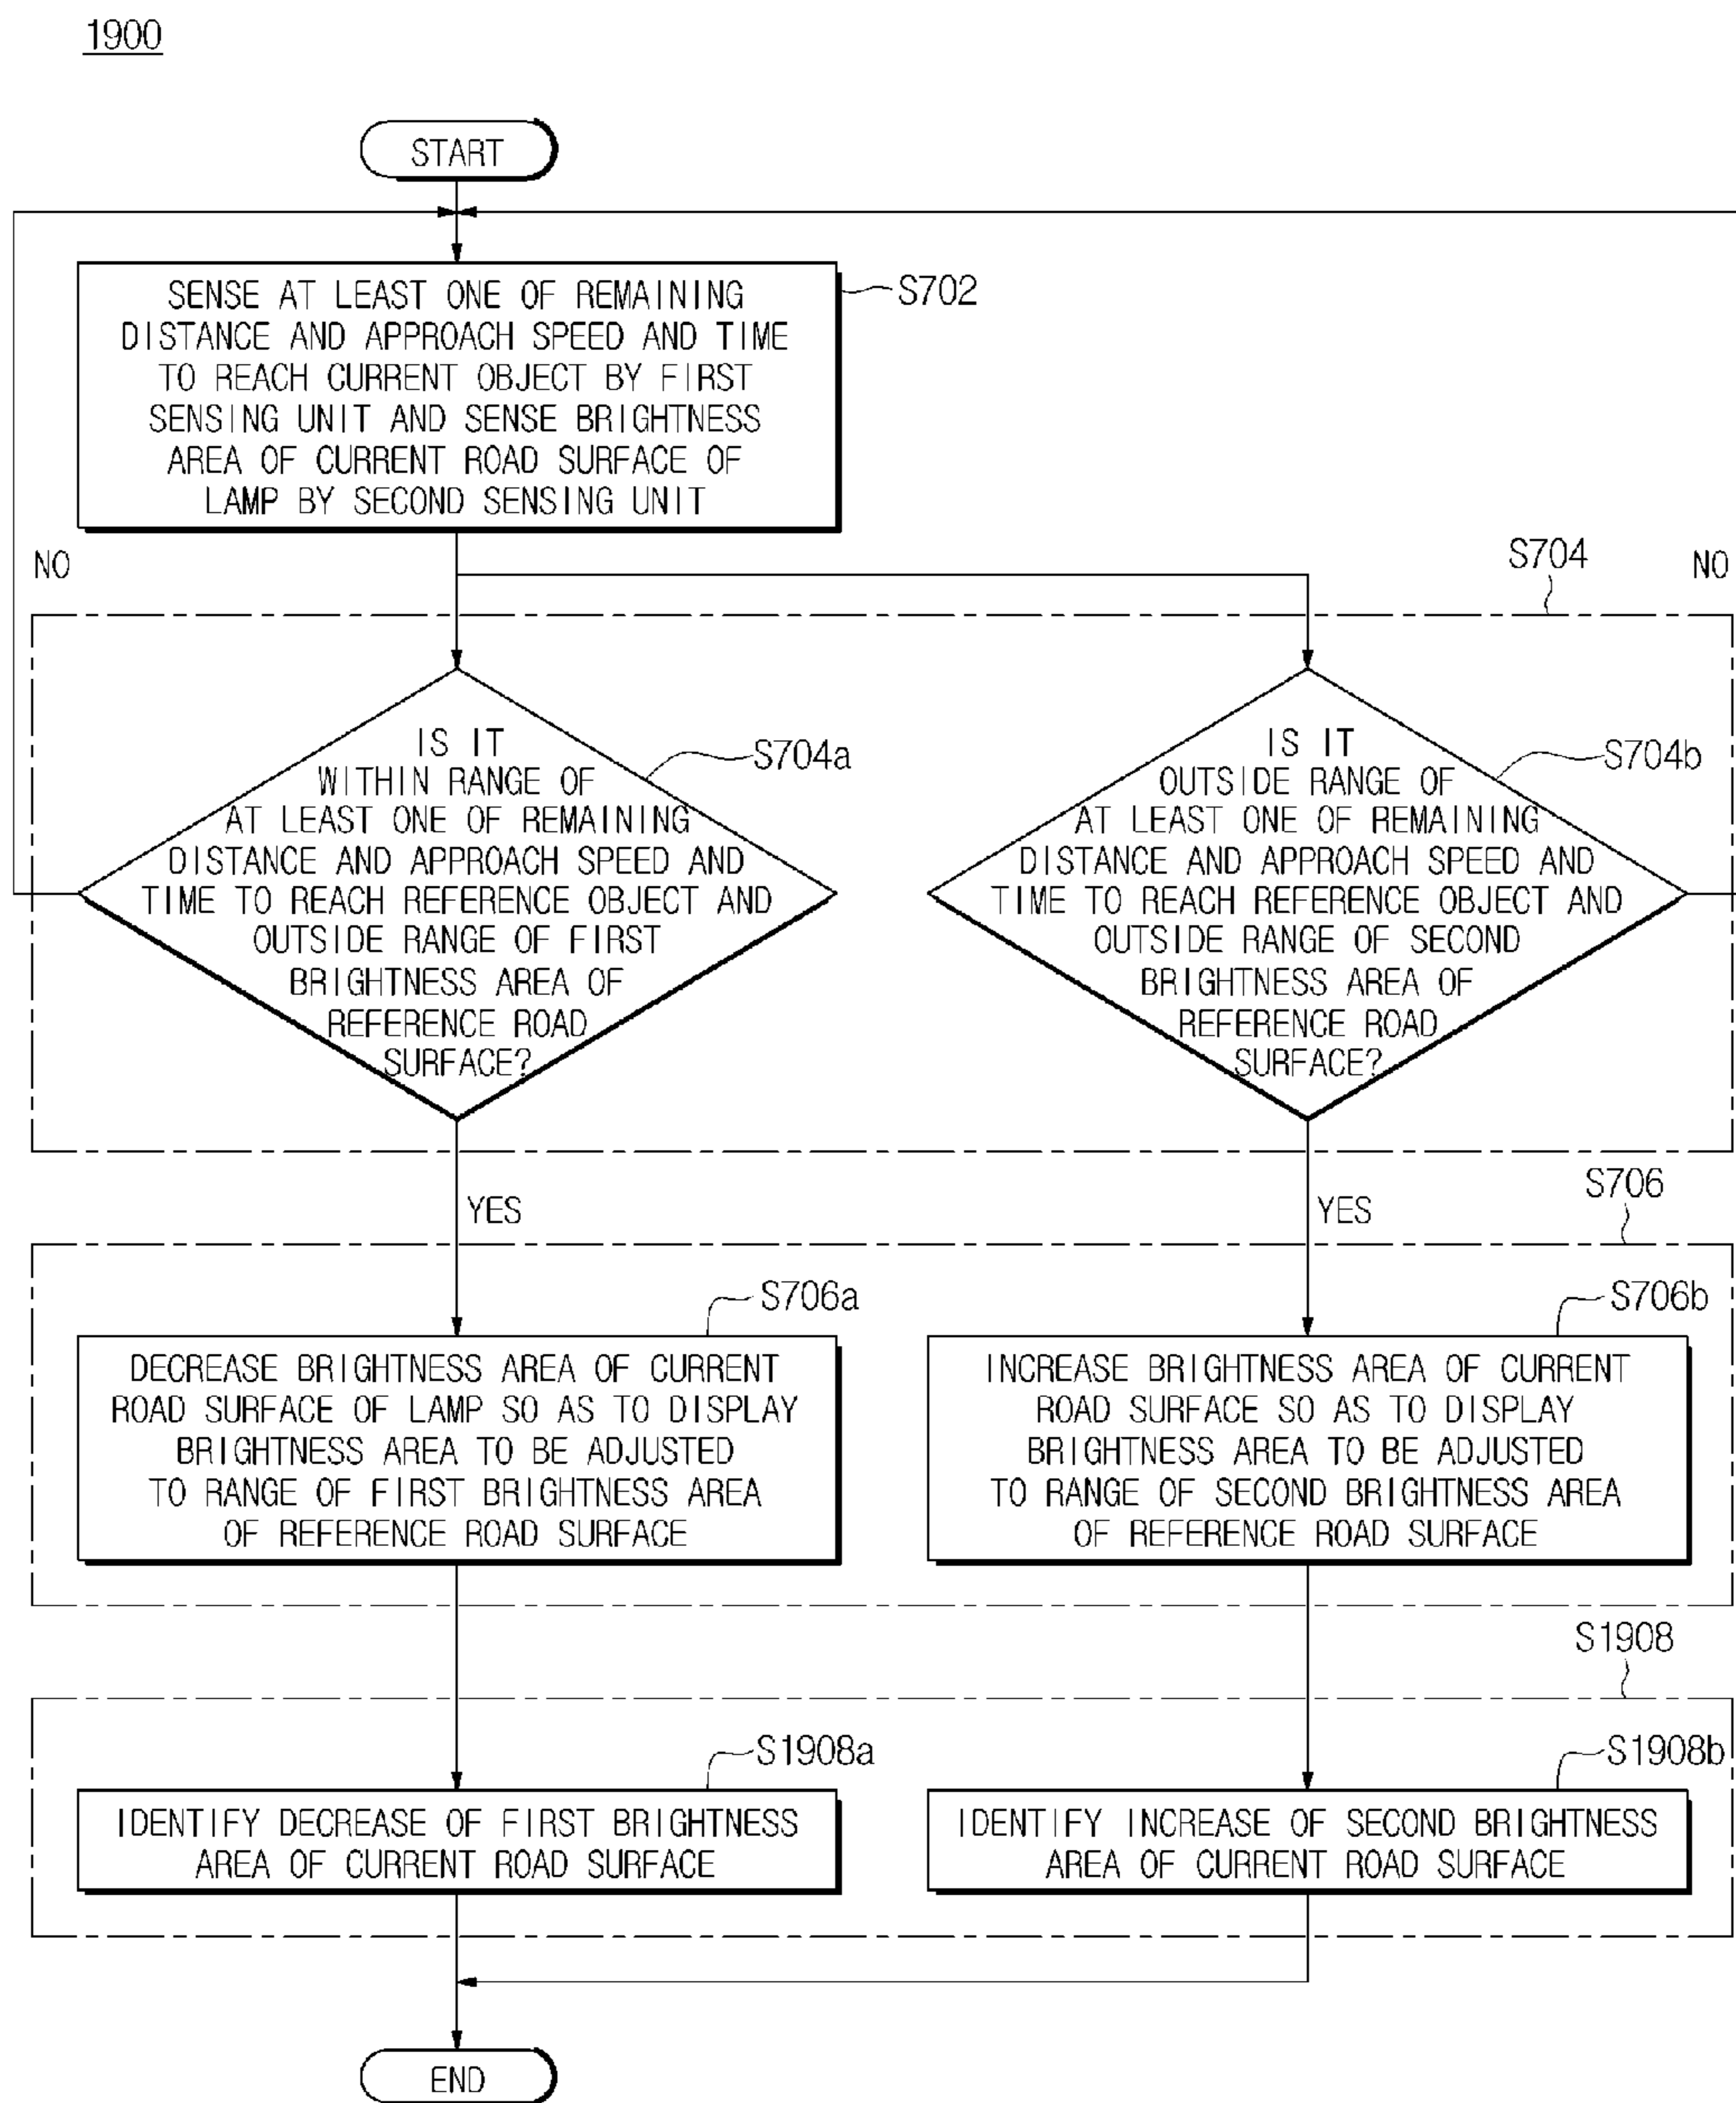 1900
START
SENSE AT LEAST ONE OF REMAINING
DISTANCE AND APPROACH SPEED AND TIME
TO REACH CURRENT OBJECT BY FIRST
SENSING UNIT AND SENSE BRIGHTNESS
AREA OF CURRENT ROAD SURFACE OF
LAMP BY SECOND SENSING UNIT
S702
NO
S704
NO
IS IT
WITHIN RANGE OF
AT LEAST ONE OF REMAINING
DISTANCE AND APPROACH SPEED AND
TIME TO REACH REFERENCE OBJECT AND
OUTSIDE RANGE OF FIRST
BRIGHTNESS AREA OF
REFERENCE ROAD
SURFACE?
S704a
IS IT
OUTSIDE RANGE OF
AT LEAST ONE OF REMAINING
DISTANCE AND APPROACH SPEED AND
TIME TO REACH REFERENCE OBJECT AND
OUTSIDE RANGE OF SECOND
BRIGHTNESS AREA OF
REFERENCE ROAD
SURFACE?
S704b
YES
YES
S706
S706a
DECREASE BRIGHTNESS AREA OF CURRENT
ROAD SURFACE OF LAMP SO AS TO DISPLAY
BRIGHTNESS AREA TO BE ADJUSTED
TO RANGE OF FIRST BRIGHTNESS AREA
OF REFERENCE ROAD SURFACE
S706b
INCREASE BRIGHTNESS AREA OF CURRENT
ROAD SURFACE SO AS TO DISPLAY
BRIGHTNESS AREA TO BE ADJUSTED
TO RANGE OF SECOND BRIGHTNESS AREA
OF REFERENCE ROAD SURFACE
S1908
S1908a
IDENTIFY DECREASE OF FIRST BRIGHTNESS
AREA OF CURRENT ROAD SURFACE
S1908b
IDENTIFY INCREASE OF SECOND BRIGHTNESS
AREA OF CURRENT ROAD SURFACE
END